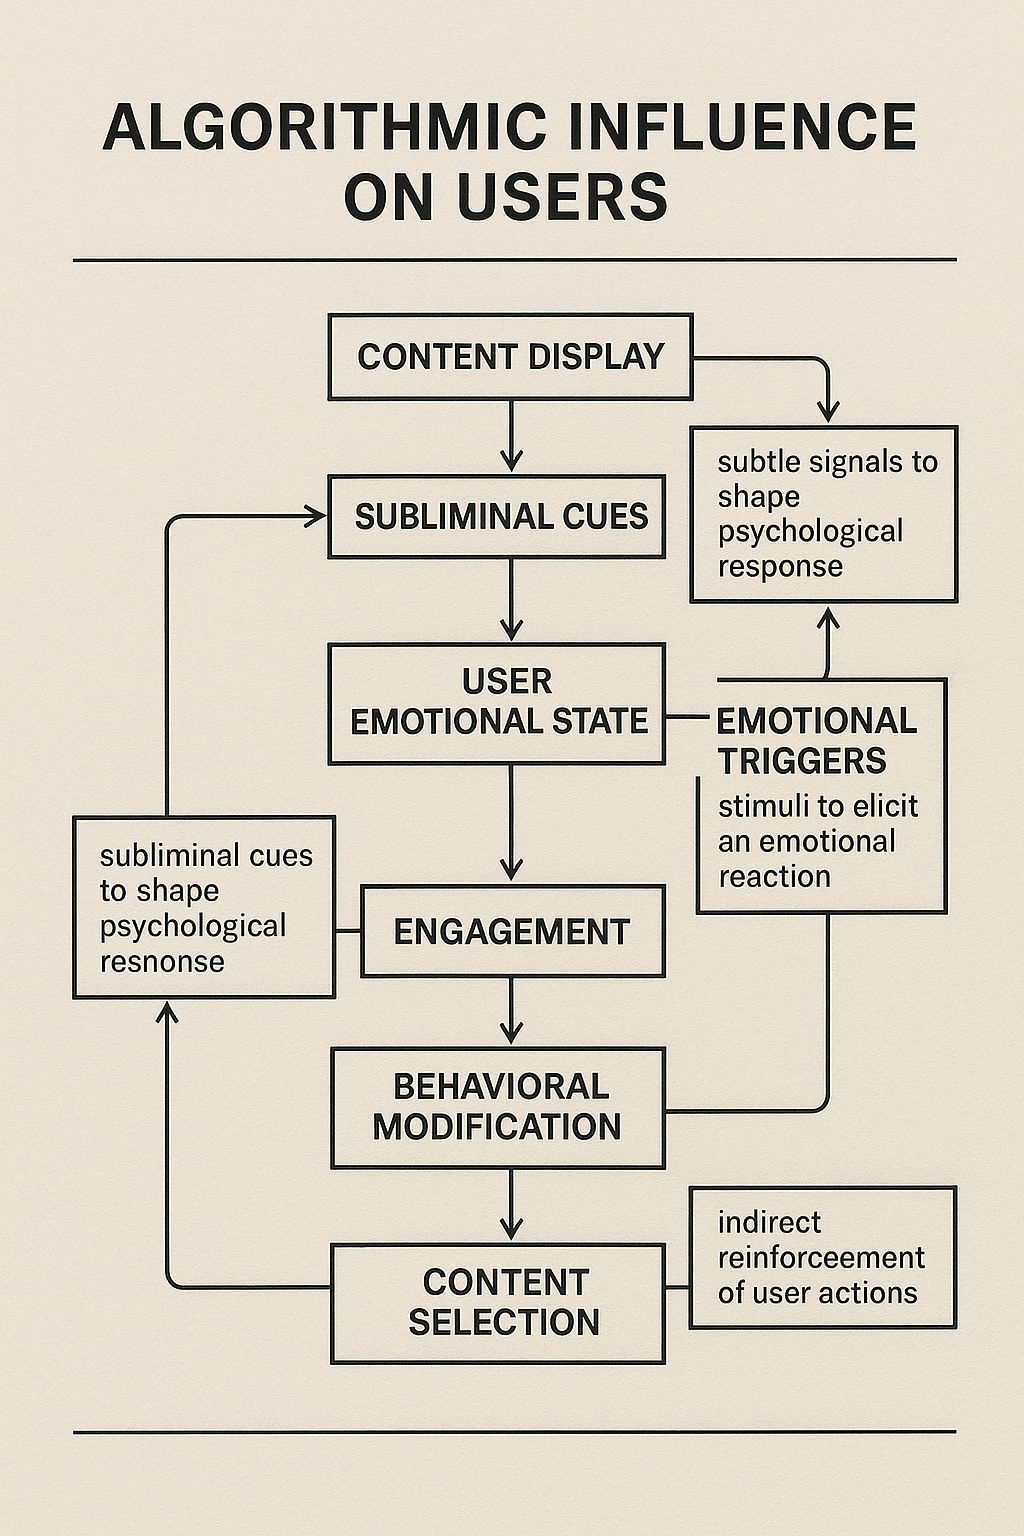 ALGORITHMIC INFLUENCE
ON USERS
CONTENT DISPLAY
subtle signals to
shape
psychological
response
SUBLIMINAL CUES
USER
EMOTIONAL STATE
EMOTIONAL
TRIGGERS
stimuli to elicit
an emotional
reaction
subliminal cues
to shape
psychological
resnonse
ENGAGEMENT
BEHAVIORAL
MODIFICATION
indirect
reinforceement
of user actions
CONTENT
SELECTION